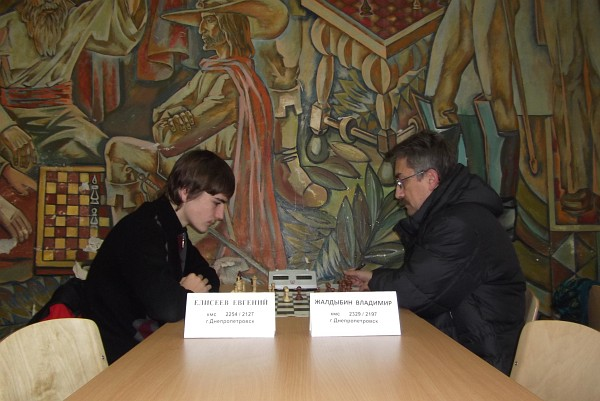 ЕЛИСЕЕВ ЕВГЕНИЙ
кмс 2254 / 2127
г.Днепропетровск
ЖАЛДЫБИН ВЛАДИМИР
кмс 2329 / 2197
г.Днепропетровск